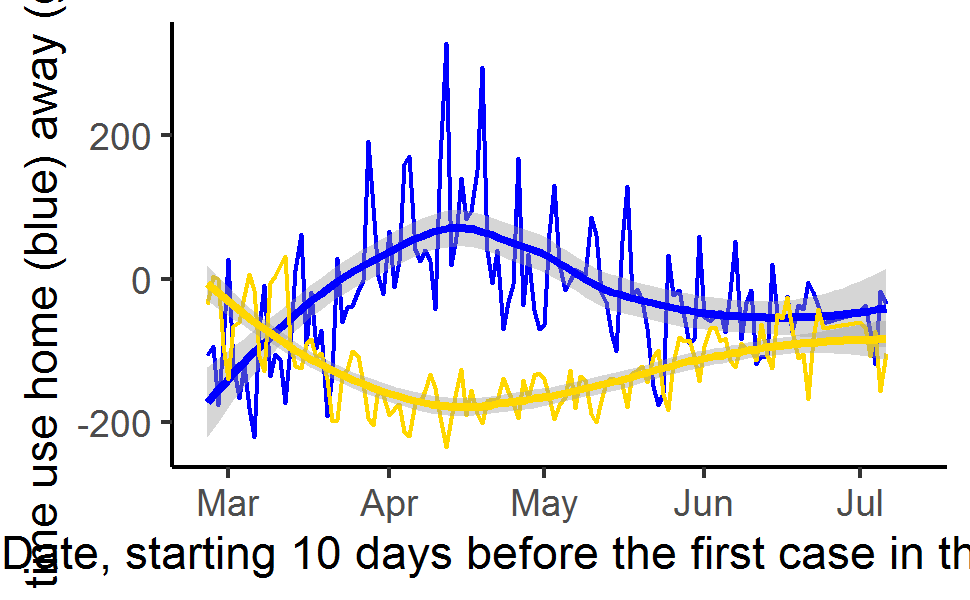 time use home (blue) away (
200
0
-200
Mar Apr May Jun Jul
Date, starting 10 days before the first case in th